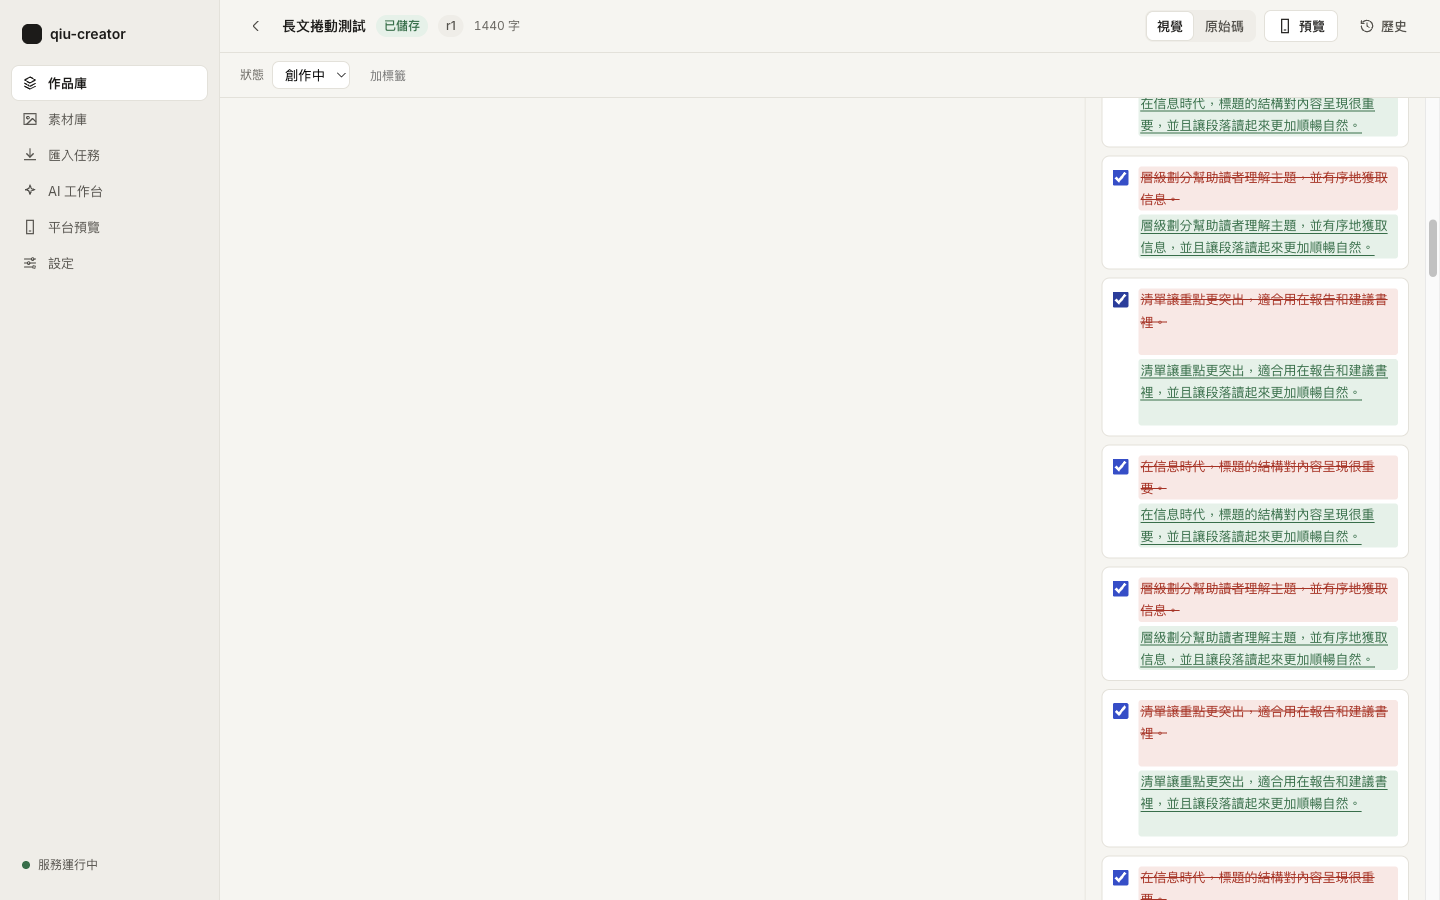 qiu-creator
作品庫
素材庫
匯入任務
AI 工作台
平台預覽
設定
服務運行中
長文捲動測試
已儲存
r1
1440 字
視覺
原始碼
預覽
歷史
狀態
創作中
加標籤
在信息時代，標題的結構對內容呈現很重
要，並且讓段落讀起來更加順暢自然。
層級劃分幫助讀者理解主題，並有序地獲取
信息。
層級劃分幫助讀者理解主題，並有序地獲取
信息，並且讓段落讀起來更加順暢自然。
清單讓重點更突出，適合用在報告和建議書
裡。
清單讓重點更突出，適合用在報告和建議書
裡，並且讓段落讀起來更加順暢自然。
在信息時代，標題的結構對內容呈現很重
要。
在信息時代，標題的結構對內容呈現很重
要，並且讓段落讀起來更加順暢自然。
層級劃分幫助讀者理解主題，並有序地獲取
信息。
層級劃分幫助讀者理解主題，並有序地獲取
信息，並且讓段落讀起來更加順暢自然。
清單讓重點更突出，適合用在報告和建議書
裡。
清單讓重點更突出，適合用在報告和建議書
裡，並且讓段落讀起來更加順暢自然。
在信息時代，標題的結構對內容呈現很重
要。